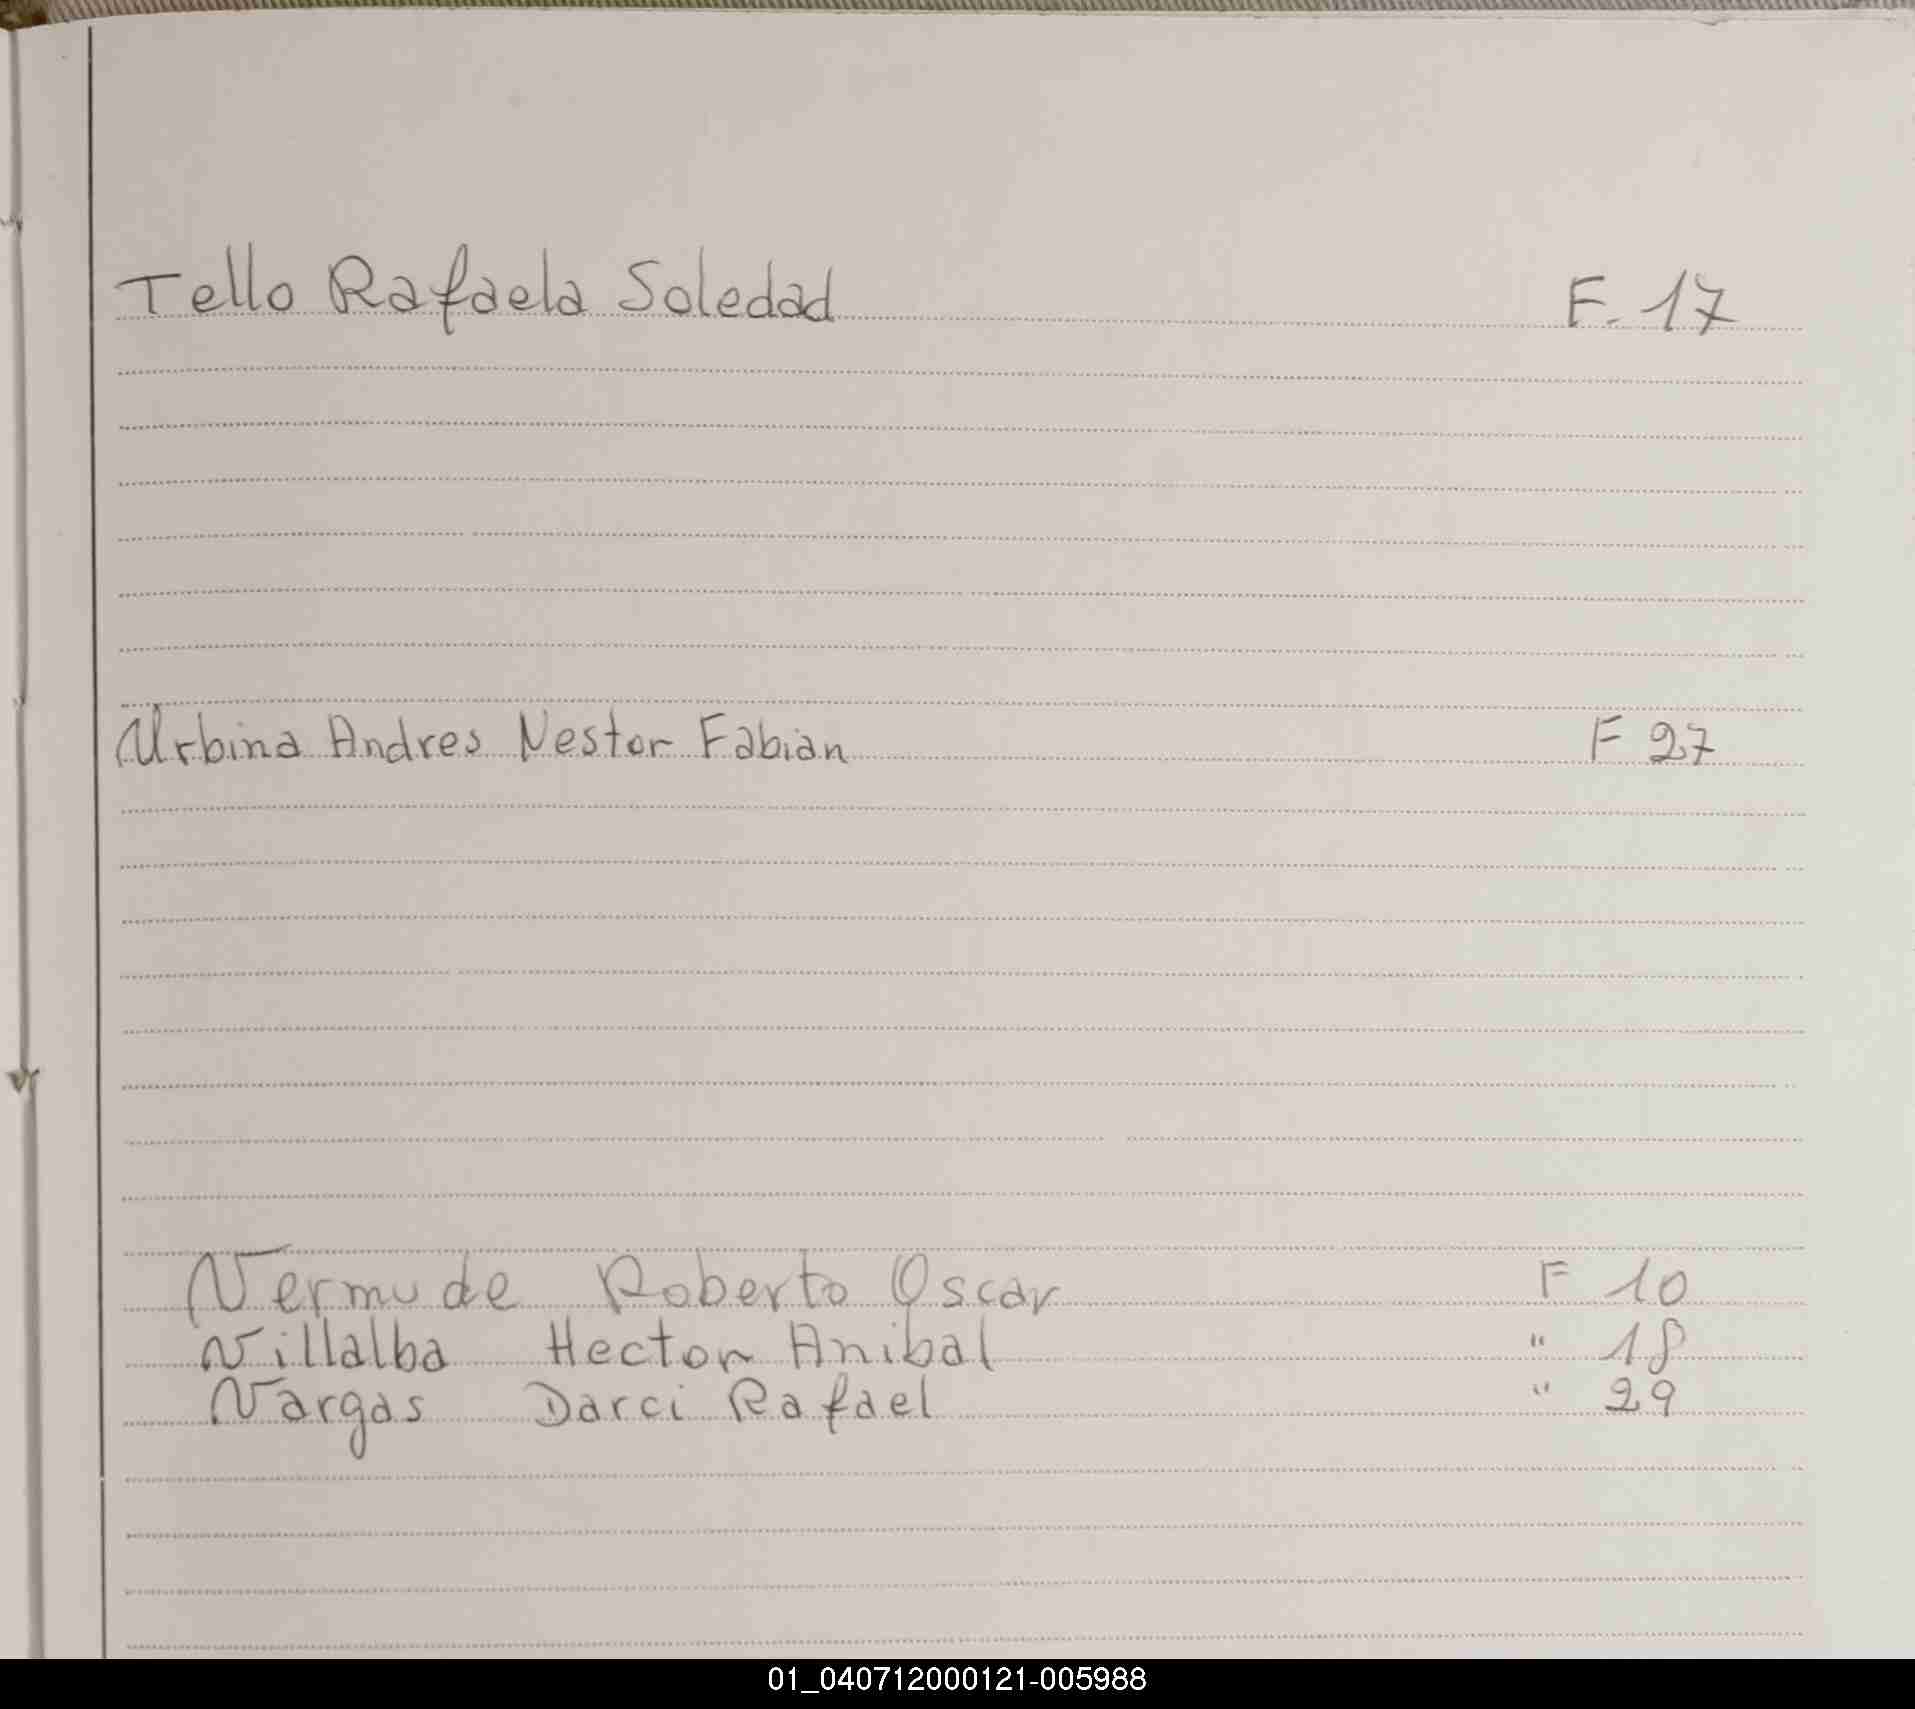 Tello Rafaela Soledad F. 17
Urbina Andres Nestor Fabian F 27
Vermude Roberto Oscar F 10
Villalba Hector Anibal " 18
Vargas Darci Rafael " 29
01_040712000121-005988